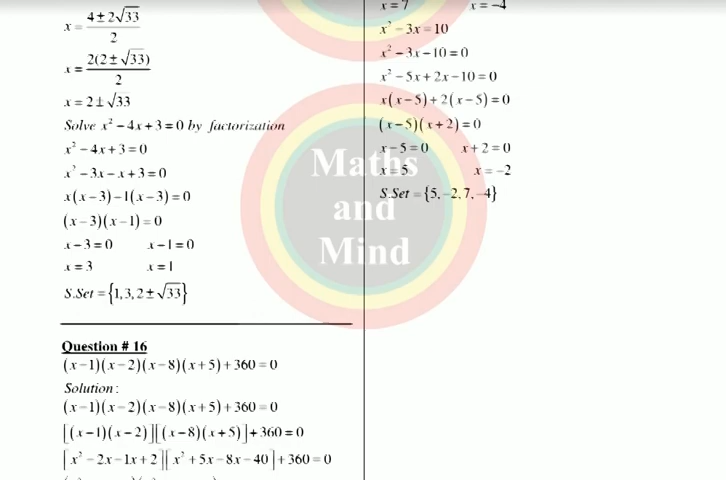 x = (4 ± 2√33)/2
x = 2(2 ± √33)/2
x = 2 ± √33
Solve x² − 4x + 3 = 0 by factorization
x² − 4x + 3 = 0
x² − 3x − x + 3 = 0
x(x − 3) − 1(x − 3) = 0
(x − 3)(x − 1) = 0
x − 3 = 0 x − 1 = 0
x = 3 x = 1
S.Set = {1, 3, 2 ± √33}
Question # 16
(x − 1)(x − 2)(x − 8)(x + 5) + 360 = 0
Solution :
(x − 1)(x − 2)(x − 8)(x + 5) + 360 = 0
[(x − 1)(x − 2)][(x − 8)(x + 5)] + 360 = 0
[x² − 2x − 1x + 2][x² + 5x − 8x − 40] + 360 = 0
x = 7 x = −4
x² − 3x = 10
x² − 3x − 10 = 0
x² − 5x + 2x − 10 = 0
x(x − 5) + 2(x − 5) = 0
(x − 5)(x + 2) = 0
x − 5 = 0 x + 2 = 0
x = 5 x = −2
S.Set = {5, −2, 7, −4}
Maths
and
Mind